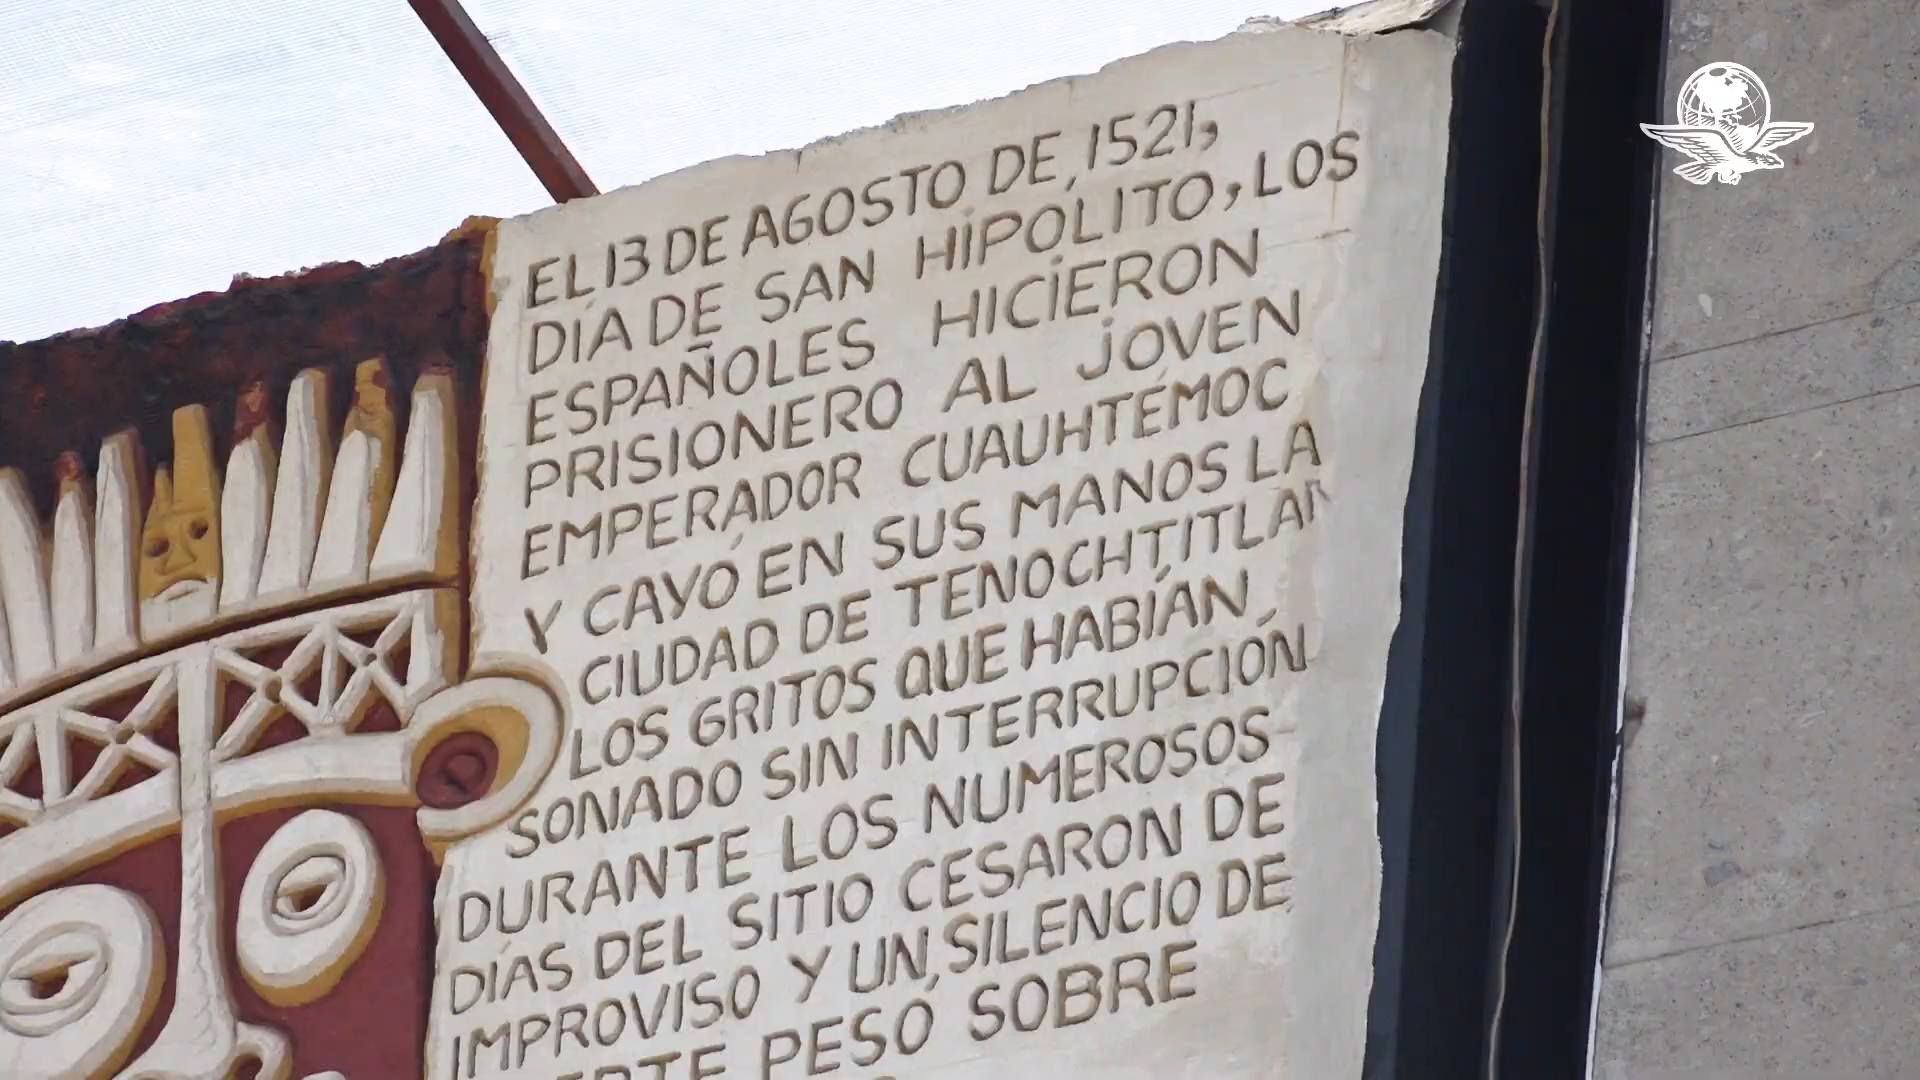 EL 13 DE AGOSTO DE 1521,
DÍA DE SAN HIPÓLITO, LOS
ESPAÑOLES HICIERON
PRISIONERO AL JOVEN
EMPERADOR CUAUHTÉMOC
Y CAYÓ EN SUS MANOS LA
CIUDAD DE TENOCHTITLAN
LOS GRITOS QUE HABÍAN
SONADO SIN INTERRUPCIÓN
DURANTE LOS NUMEROSOS
DÍAS DEL SITIO CESARON DE
IMPROVISO Y UN SILENCIO DE
PESÓ SOBRE